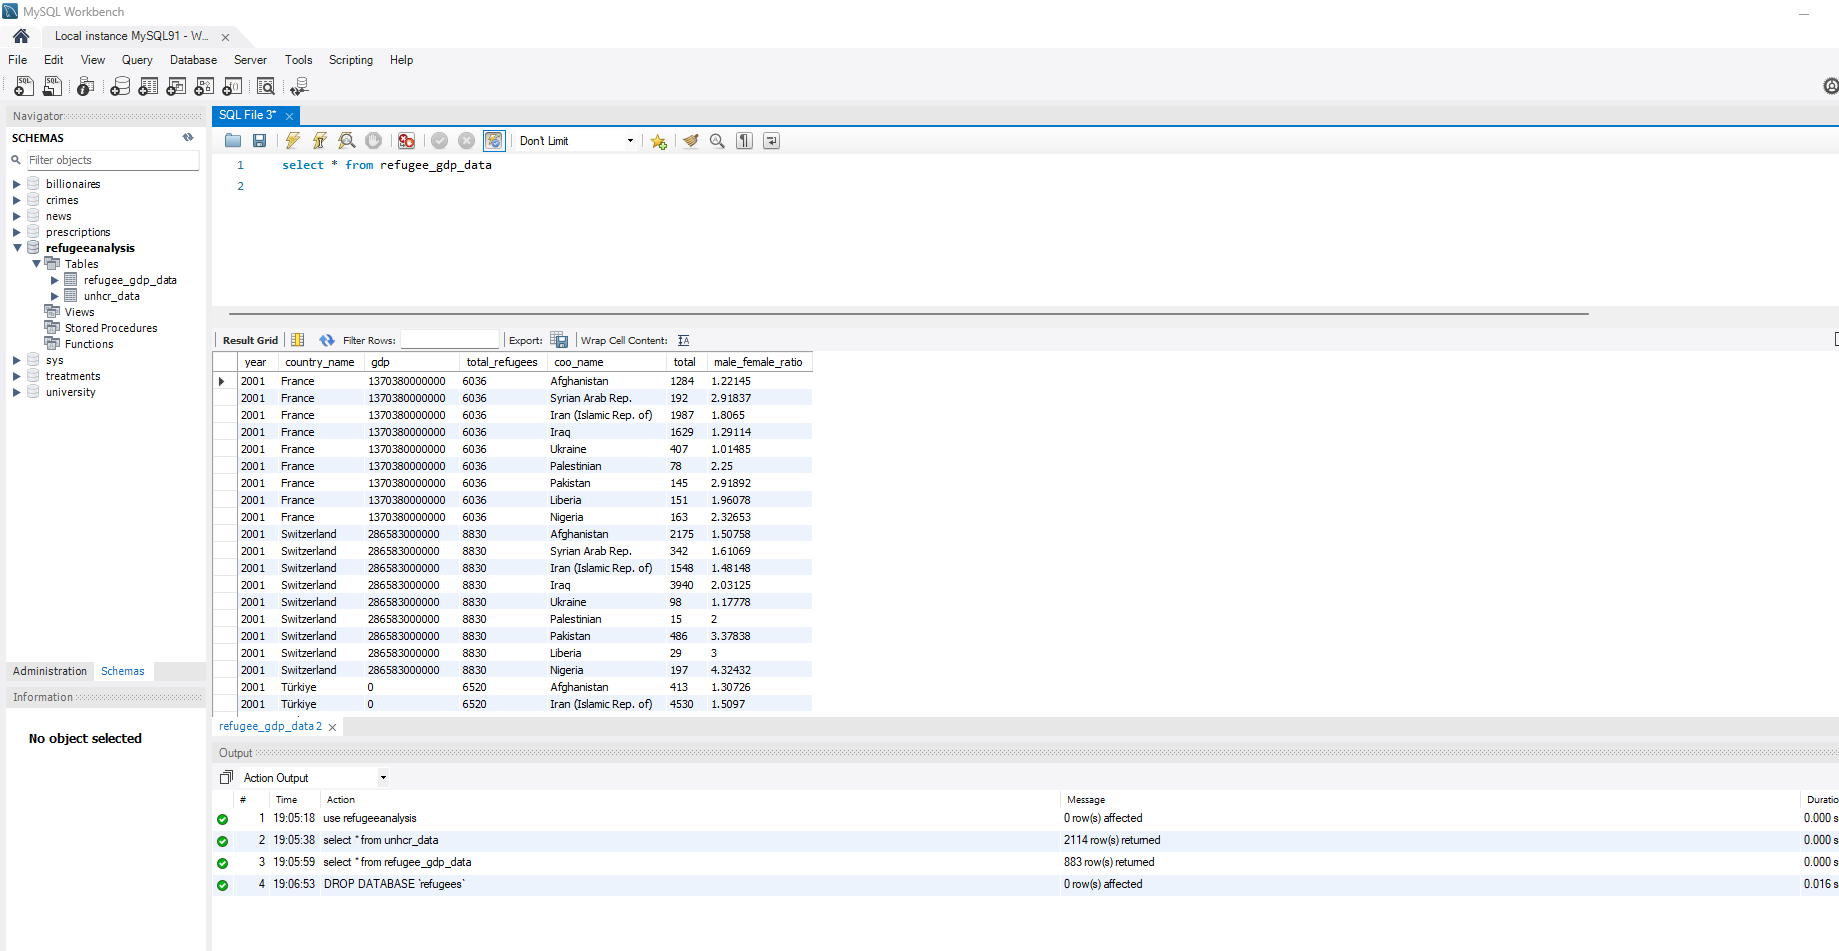 MySQL Workbench
Local instance MySQL91 - W...
File Edit View Query Database Server Tools Scripting Help
Navigator
SCHEMAS
Filter objects
billionaires
crimes
news
prescriptions
refugeeanalysis
Tables
refugee_gdp_data
unhcr_data
Views
Stored Procedures
Functions
sys
treatments
university
Administration Schemas
Information
No object selected
SQL File 3*
Don't Limit
1 select * from refugee_gdp_data
2
Result Grid Filter Rows: Export: Wrap Cell Content:
year country_name gdp total_refugees coo_name total male_female_ratio
2001 France 1370380000000 6036 Afghanistan 1284 1.22145
2001 France 1370380000000 6036 Syrian Arab Rep. 192 2.91837
2001 France 1370380000000 6036 Iran (Islamic Rep. of) 1987 1.8065
2001 France 1370380000000 6036 Iraq 1629 1.29114
2001 France 1370380000000 6036 Ukraine 407 1.01485
2001 France 1370380000000 6036 Palestinian 78 2.25
2001 France 1370380000000 6036 Pakistan 145 2.91892
2001 France 1370380000000 6036 Liberia 151 1.96078
2001 France 1370380000000 6036 Nigeria 163 2.32653
2001 Switzerland 286583000000 8830 Afghanistan 2175 1.50758
2001 Switzerland 286583000000 8830 Syrian Arab Rep. 342 1.61069
2001 Switzerland 286583000000 8830 Iran (Islamic Rep. of) 1548 1.48148
2001 Switzerland 286583000000 8830 Iraq 3940 2.03125
2001 Switzerland 286583000000 8830 Ukraine 98 1.17778
2001 Switzerland 286583000000 8830 Palestinian 15 2
2001 Switzerland 286583000000 8830 Pakistan 486 3.37838
2001 Switzerland 286583000000 8830 Liberia 29 3
2001 Switzerland 286583000000 8830 Nigeria 197 4.32432
2001 Türkiye 0 6520 Afghanistan 413 1.30726
2001 Türkiye 0 6520 Iran (Islamic Rep. of) 4530 1.5097
refugee_gdp_data 2
Output
Action Output
# Time Action Message Duratio
1 19:05:18 use refugeeanalysis 0 row(s) affected 0.000 s
2 19:05:38 select * from unhcr_data 2114 row(s) returned 0.000 s
3 19:05:59 select * from refugee_gdp_data 883 row(s) returned 0.000 s
4 19:06:53 DROP DATABASE `refugees` 0 row(s) affected 0.016 s